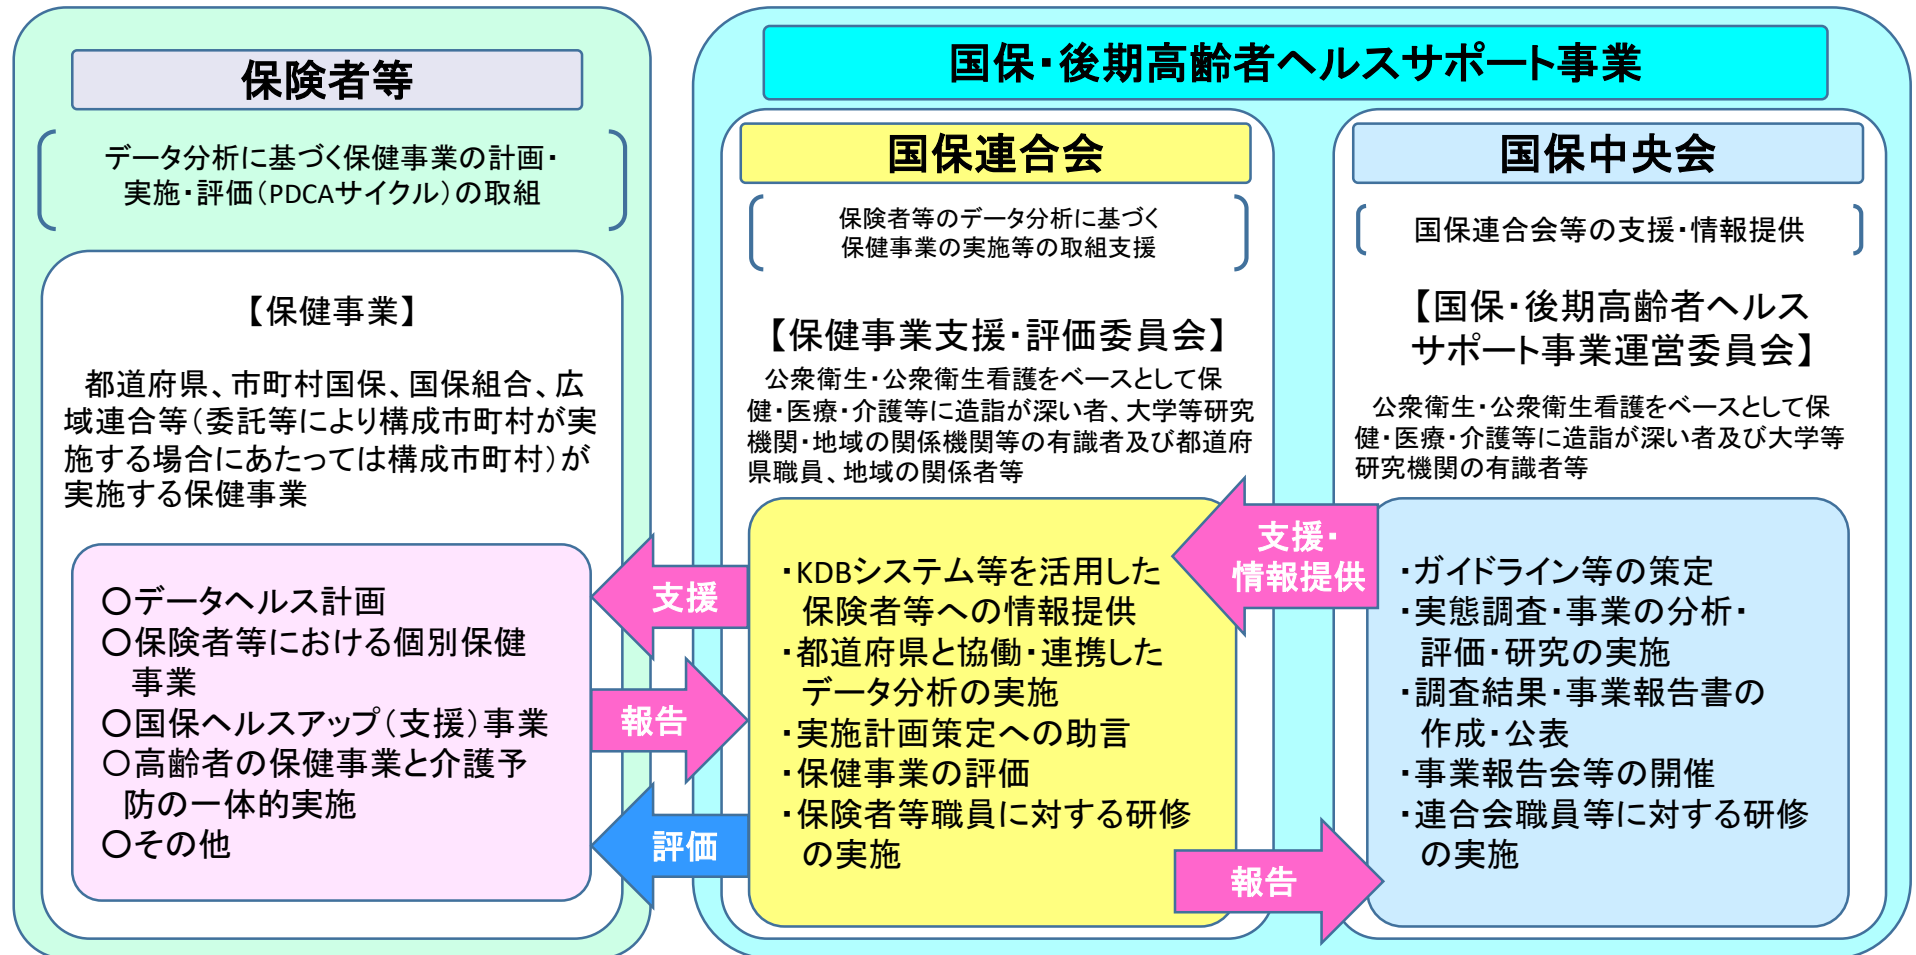 保険者等
データ分析に基づく保健事業の計画・
実施・評価（PDCAサイクル）の取組
【保健事業】
都道府県、市町村国保、国保組合、広
域連合等（委託等により構成市町村が実
施する場合にあたっては構成市町村）が
実施する保健事業
〇データヘルス計画
〇保険者等における個別保健
事業
〇国保ヘルスアップ（支援）事業
〇高齢者の保健事業と介護予
防の一体的実施
〇その他
支援
報告
評価
国保・後期高齢者ヘルスサポート事業
国保連合会
保険者等のデータ分析に基づく
保健事業の実施等の取組支援
【保健事業支援・評価委員会】
公衆衛生・公衆衛生看護をベースとして保
健・医療・介護等に造詣が深い者、大学等研究
機関・地域の関係機関等の有識者及び都道府
県職員、地域の関係者等
・KDBシステム等を活用した
保険者等への情報提供
・都道府県と協働・連携した
データ分析の実施
・実施計画策定への助言
・保健事業の評価
・保険者等職員に対する研修
の実施
支援・
情報提供
報告
国保中央会
国保連合会等の支援・情報提供
【国保・後期高齢者ヘルス
サポート事業運営委員会】
公衆衛生・公衆衛生看護をベースとして保
健・医療・介護等に造詣が深い者及び大学等
研究機関の有識者等
・ガイドライン等の策定
・実態調査・事業の分析・
評価・研究の実施
・調査結果・事業報告書の
作成・公表
・事業報告会等の開催
・連合会職員等に対する研修
の実施